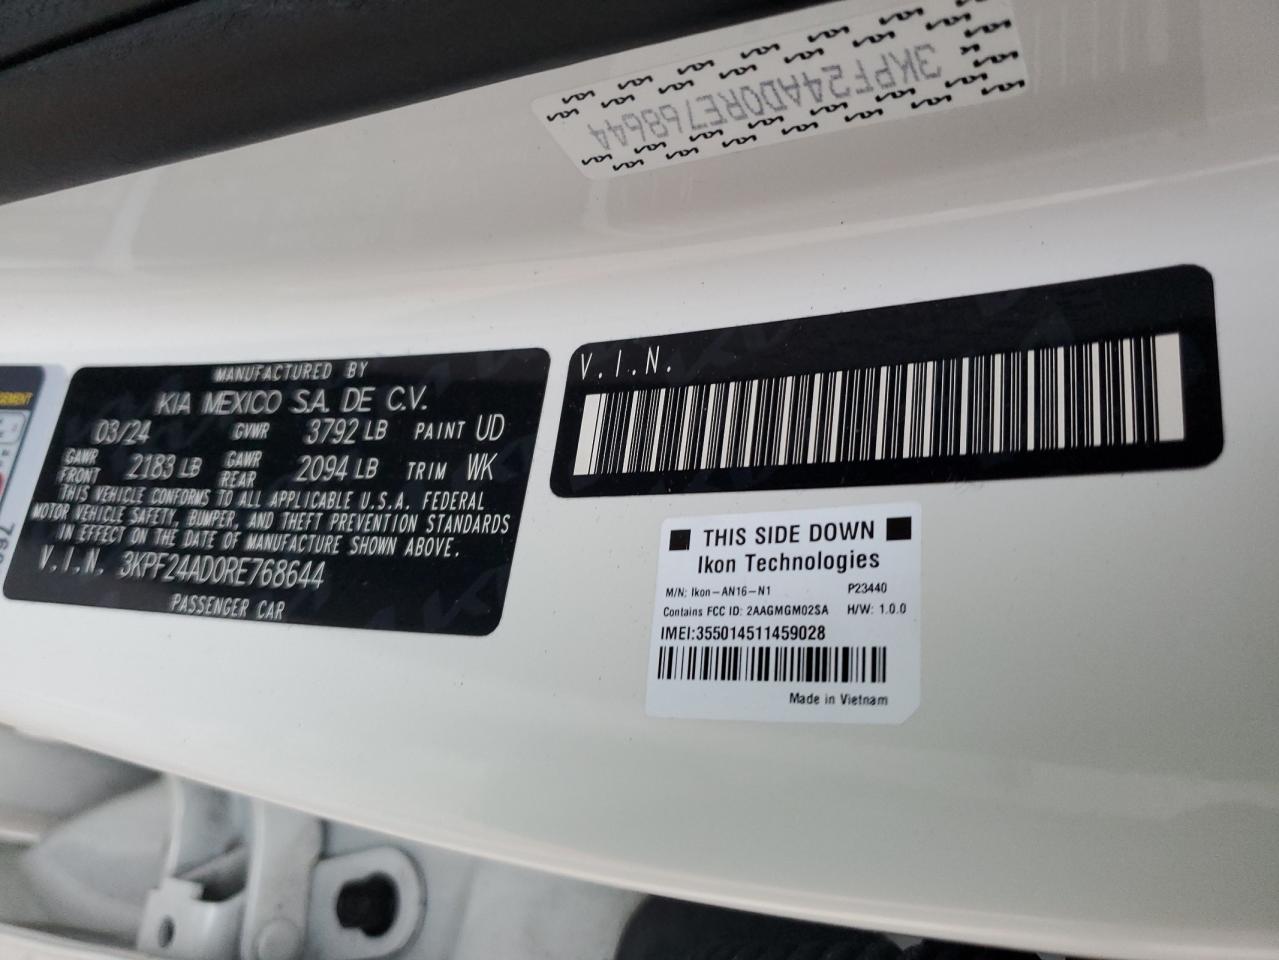 3KPF24AD0RE768644
MANUFACTURED BY
KIA MEXICO S.A. DE C.V.
03/24 GVWR 3792 LB PAINT UD
GAWR FRONT 2183 LB GAWR REAR 2094 LB TRIM WK
THIS VEHICLE CONFORMS TO ALL APPLICABLE U.S.A. FEDERAL
MOTOR VEHICLE SAFETY, BUMPER, AND THEFT PREVENTION STANDARDS
IN EFFECT ON THE DATE OF MANUFACTURE SHOWN ABOVE.
V.I.N. 3KPF24AD0RE768644
PASSENGER CAR
V.I.N.
THIS SIDE DOWN
Ikon Technologies
M/N: Ikon-AN16-N1 P23440
Contains FCC ID: 2AAGMGM02SA H/W: 1.0.0
IMEI:355014511459028
Made in Vietnam